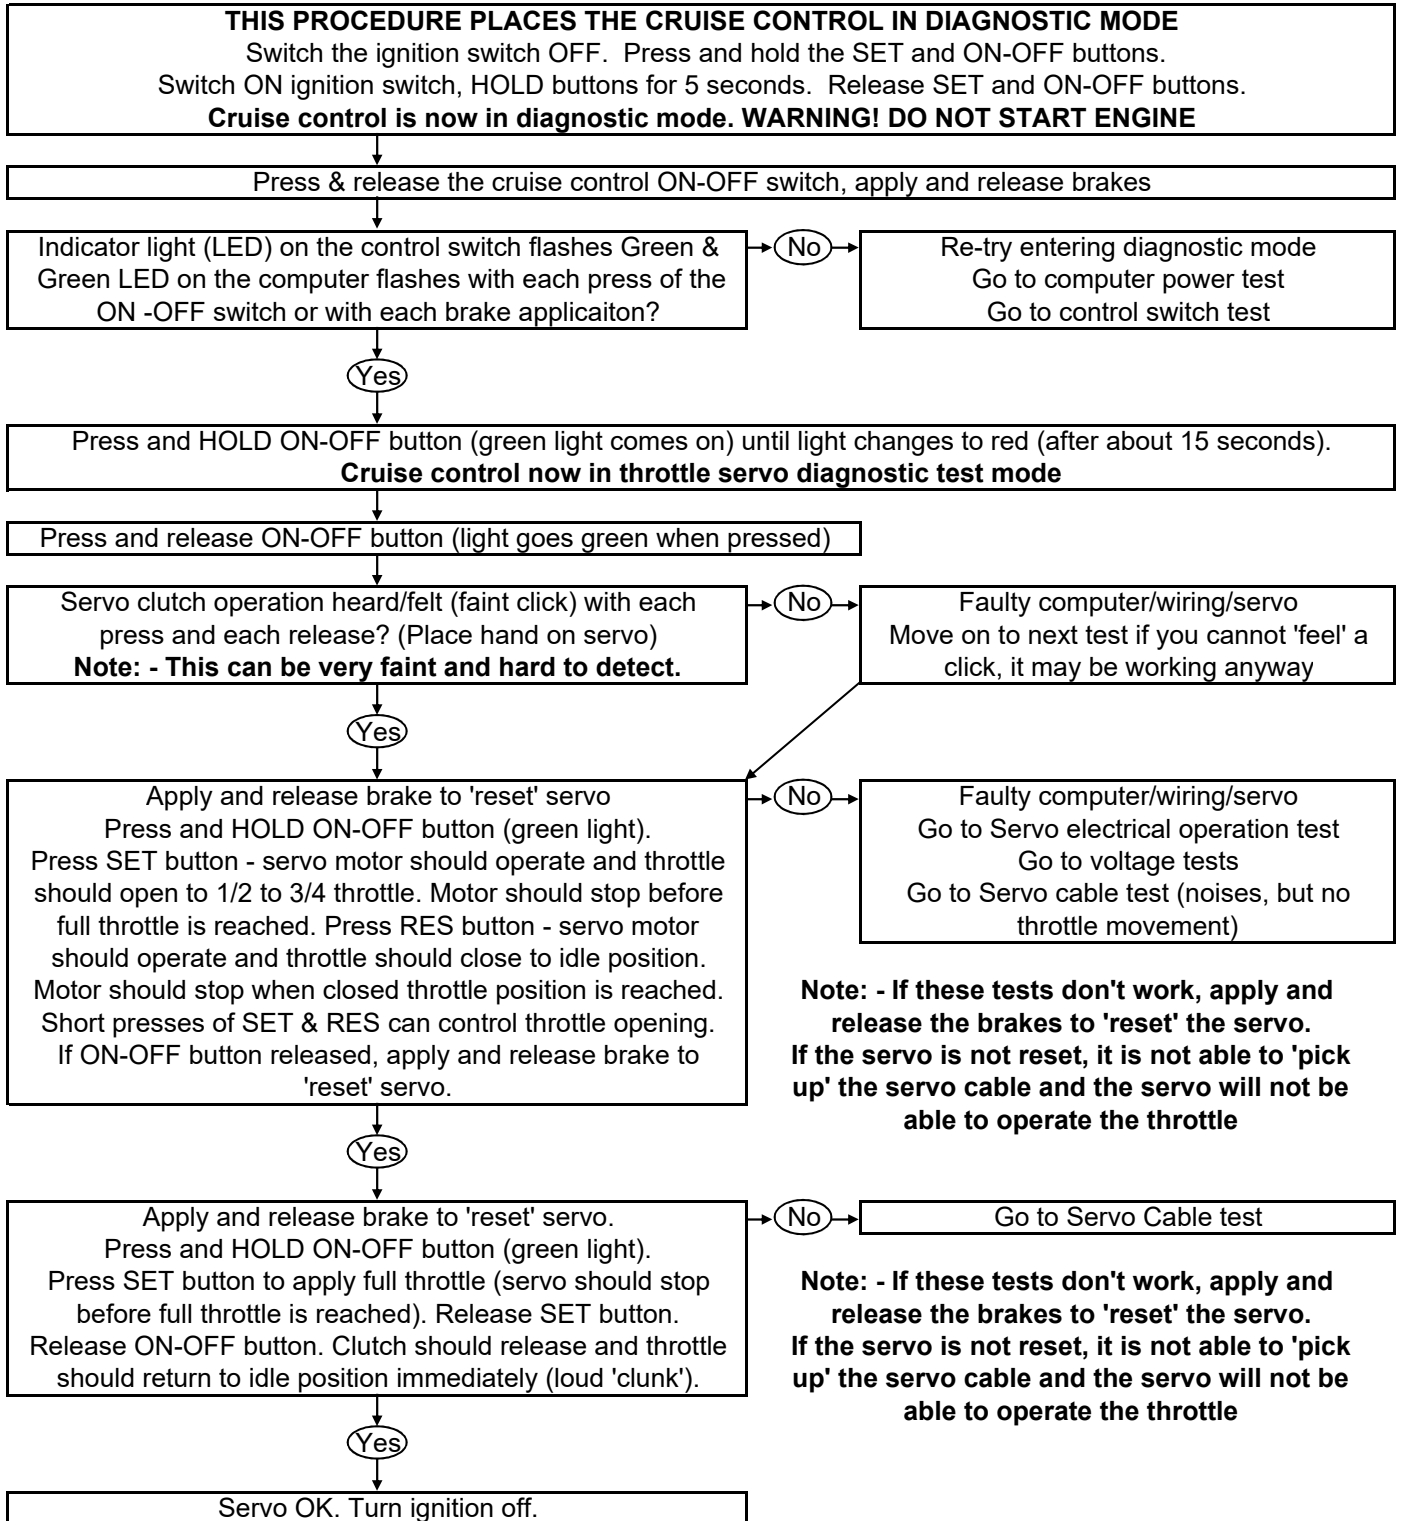 THIS PROCEDURE PLACES THE CRUISE CONTROL IN DIAGNOSTIC MODE
Switch the ignition switch OFF.  Press and hold the SET and ON-OFF buttons.
Switch ON ignition switch, HOLD buttons for 5 seconds.  Release SET and ON-OFF buttons.
Cruise control is now in diagnostic mode. WARNING! DO NOT START ENGINE
Press & release the cruise control ON-OFF switch, apply and release brakes
Indicator light (LED) on the control switch flashes Green &
Green LED on the computer flashes with each press of the
ON -OFF switch or with each brake applicaiton?
No
Re-try entering diagnostic mode
Go to computer power test
Go to control switch test
Yes
Press and HOLD ON-OFF button (green light comes on) until light changes to red (after about 15 seconds).
Cruise control now in throttle servo diagnostic test mode
Press and release ON-OFF button (light goes green when pressed)
Servo clutch operation heard/felt (faint click) with each
press and each release? (Place hand on servo)
Note: - This can be very faint and hard to detect.
No
Faulty computer/wiring/servo
Move on to next test if you cannot 'feel' a
click, it may be working anyway
Yes
Apply and release brake to 'reset' servo
Press and HOLD ON-OFF button (green light).
Press SET button - servo motor should operate and throttle
should open to 1/2 to 3/4 throttle. Motor should stop before
full throttle is reached. Press RES button - servo motor
should operate and throttle should close to idle position.
Motor should stop when closed throttle position is reached.
Short presses of SET & RES can control throttle opening.
If ON-OFF button released, apply and release brake to
'reset' servo.
No
Faulty computer/wiring/servo
Go to Servo electrical operation test
Go to voltage tests
Go to Servo cable test (noises, but no
throttle movement)
Note: - If these tests don't work, apply and
release the brakes to 'reset' the servo.
If the servo is not reset, it is not able to 'pick
up' the servo cable and the servo will not be
able to operate the throttle
Yes
Apply and release brake to 'reset' servo.
Press and HOLD ON-OFF button (green light).
Press SET button to apply full throttle (servo should stop
before full throttle is reached). Release SET button.
Release ON-OFF button. Clutch should release and throttle
should return to idle position immediately (loud 'clunk').
No
Go to Servo Cable test
Note: - If these tests don't work, apply and
release the brakes to 'reset' the servo.
If the servo is not reset, it is not able to 'pick
up' the servo cable and the servo will not be
able to operate the throttle
Yes
Servo OK. Turn ignition off.